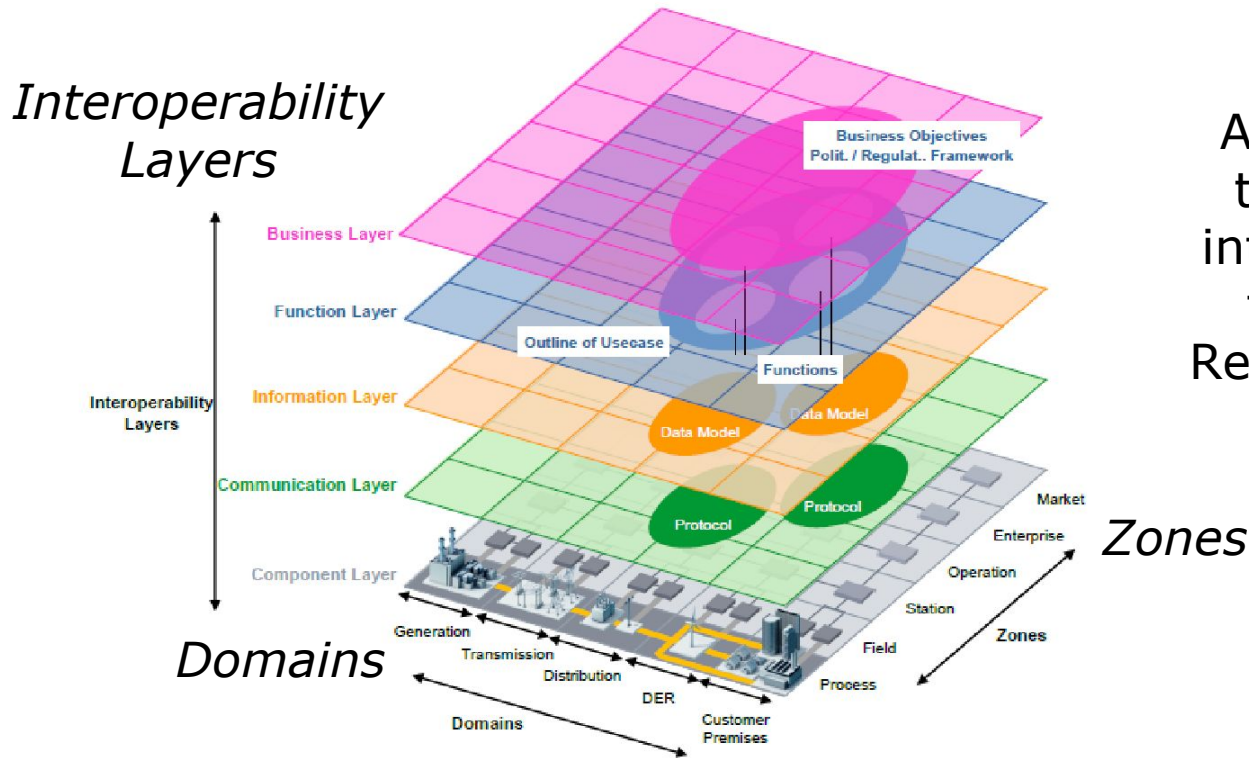 Interoperability
Layers
Business Objectives
Polit. / Regulat.. Framework
Business Layer
Function Layer
Outline of Usecase
Functions
Information Layer
Interoperability
Layers
Data Model
Data Model
Communication Layer
Protocol
Protocol
Component Layer
Market
Enterprise
Operation
Station
Field
Process
Zones
Zones
Generation
Transmission
Distribution
DER
Customer
Premises
Domains
Domains
A
t
int
Re